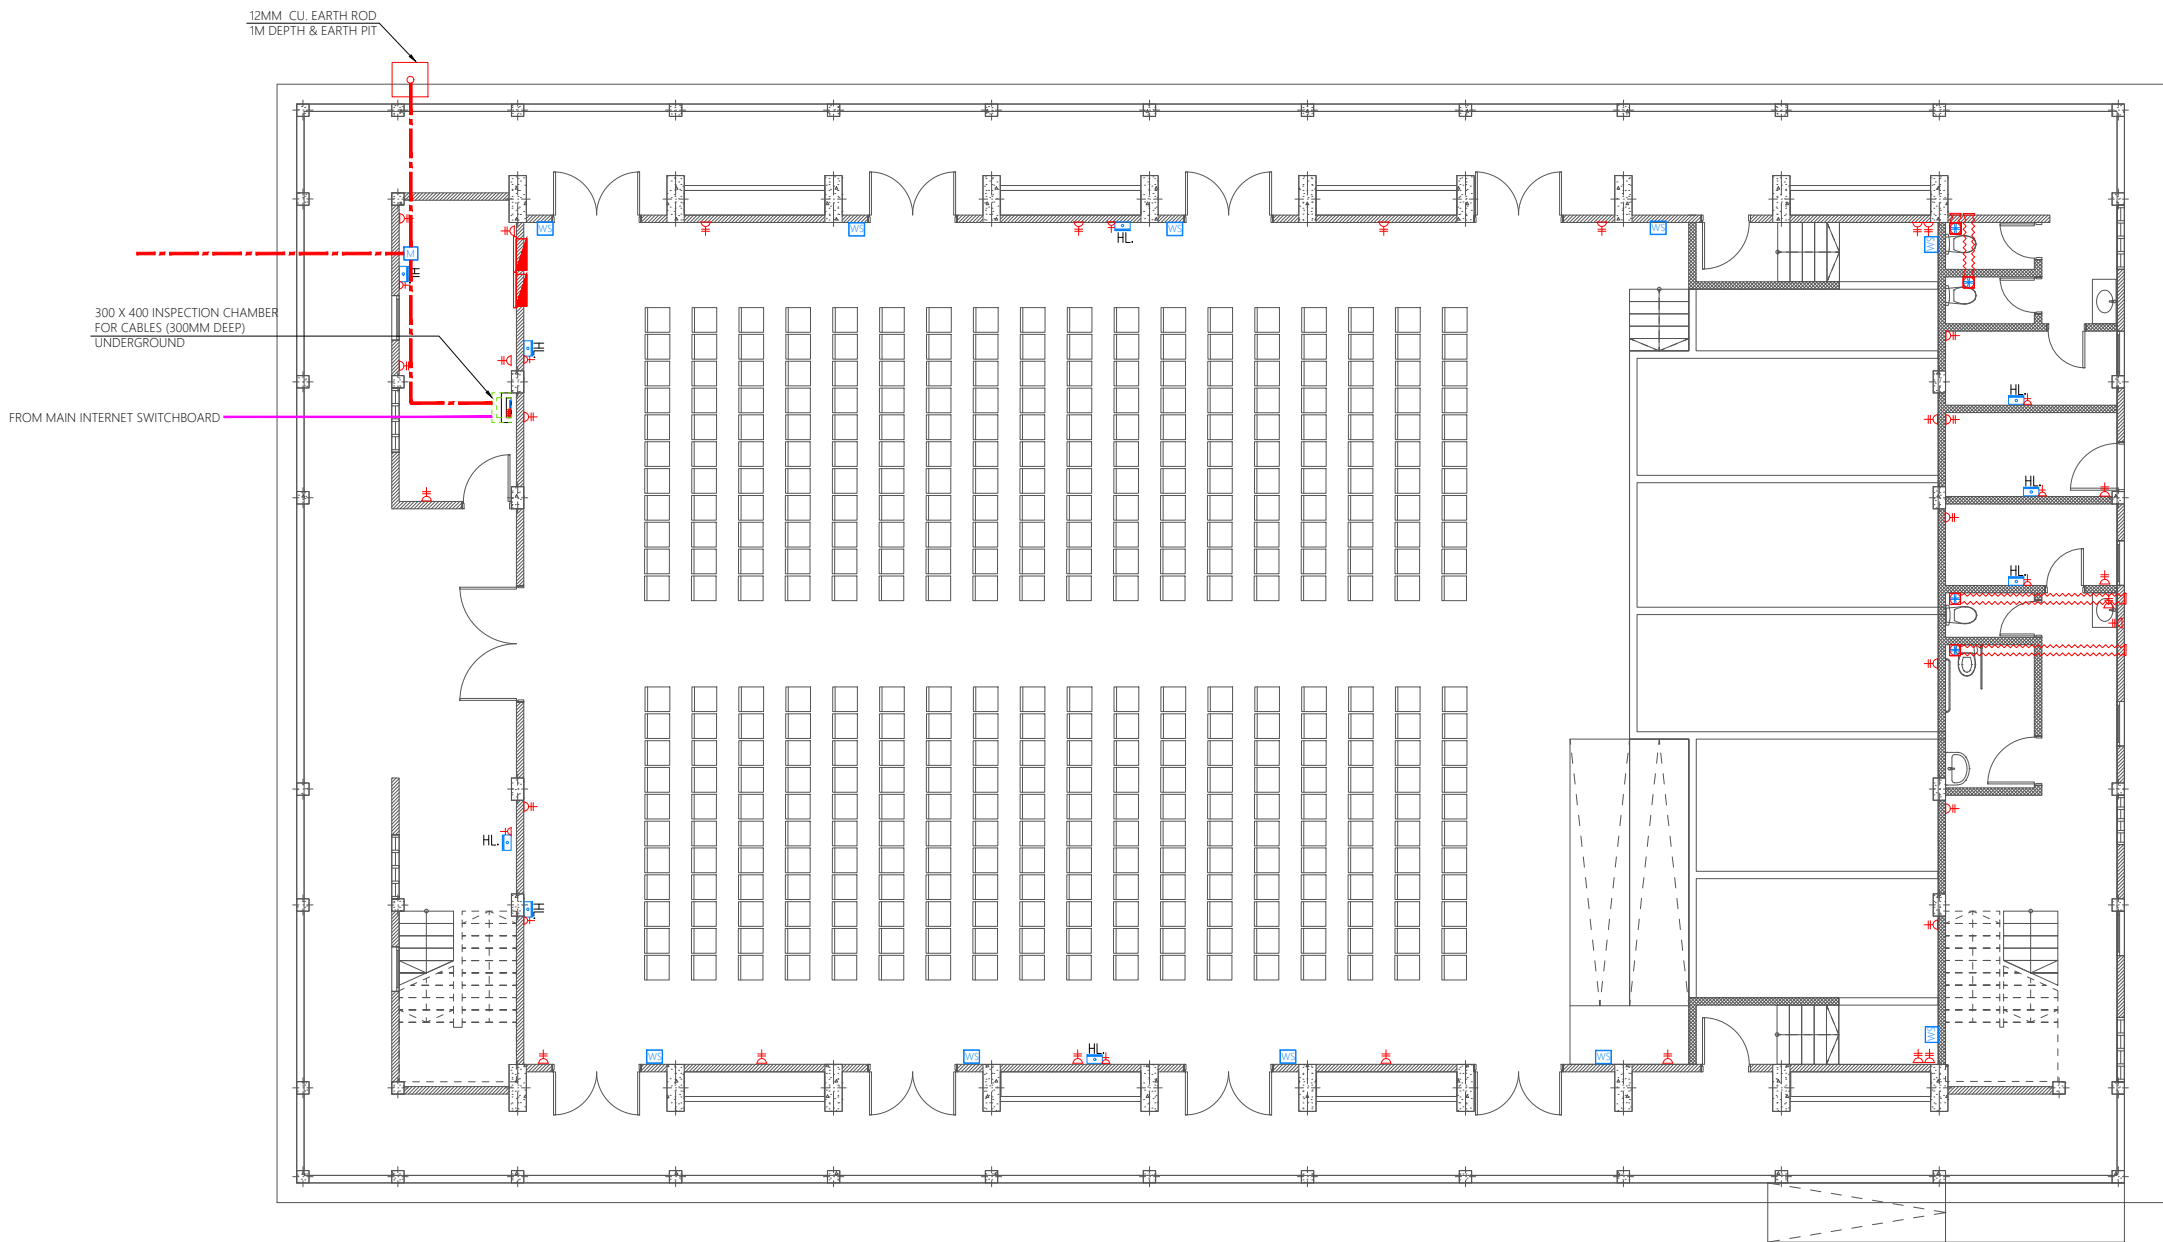 12MM CU. EARTH ROD
1M DEPTH & EARTH PIT
WS
WS
HL.
WS
WS
WS
M
H
300 X 400 INSPECTION CHAMBER
FOR CABLES (300MM DEEP)
UNDERGROUND
H
HL.
FROM MAIN INTERNET SWITCHBOARD
HL.
HL.
HL.
H
WS
WS
HL.
WS
WS
WS